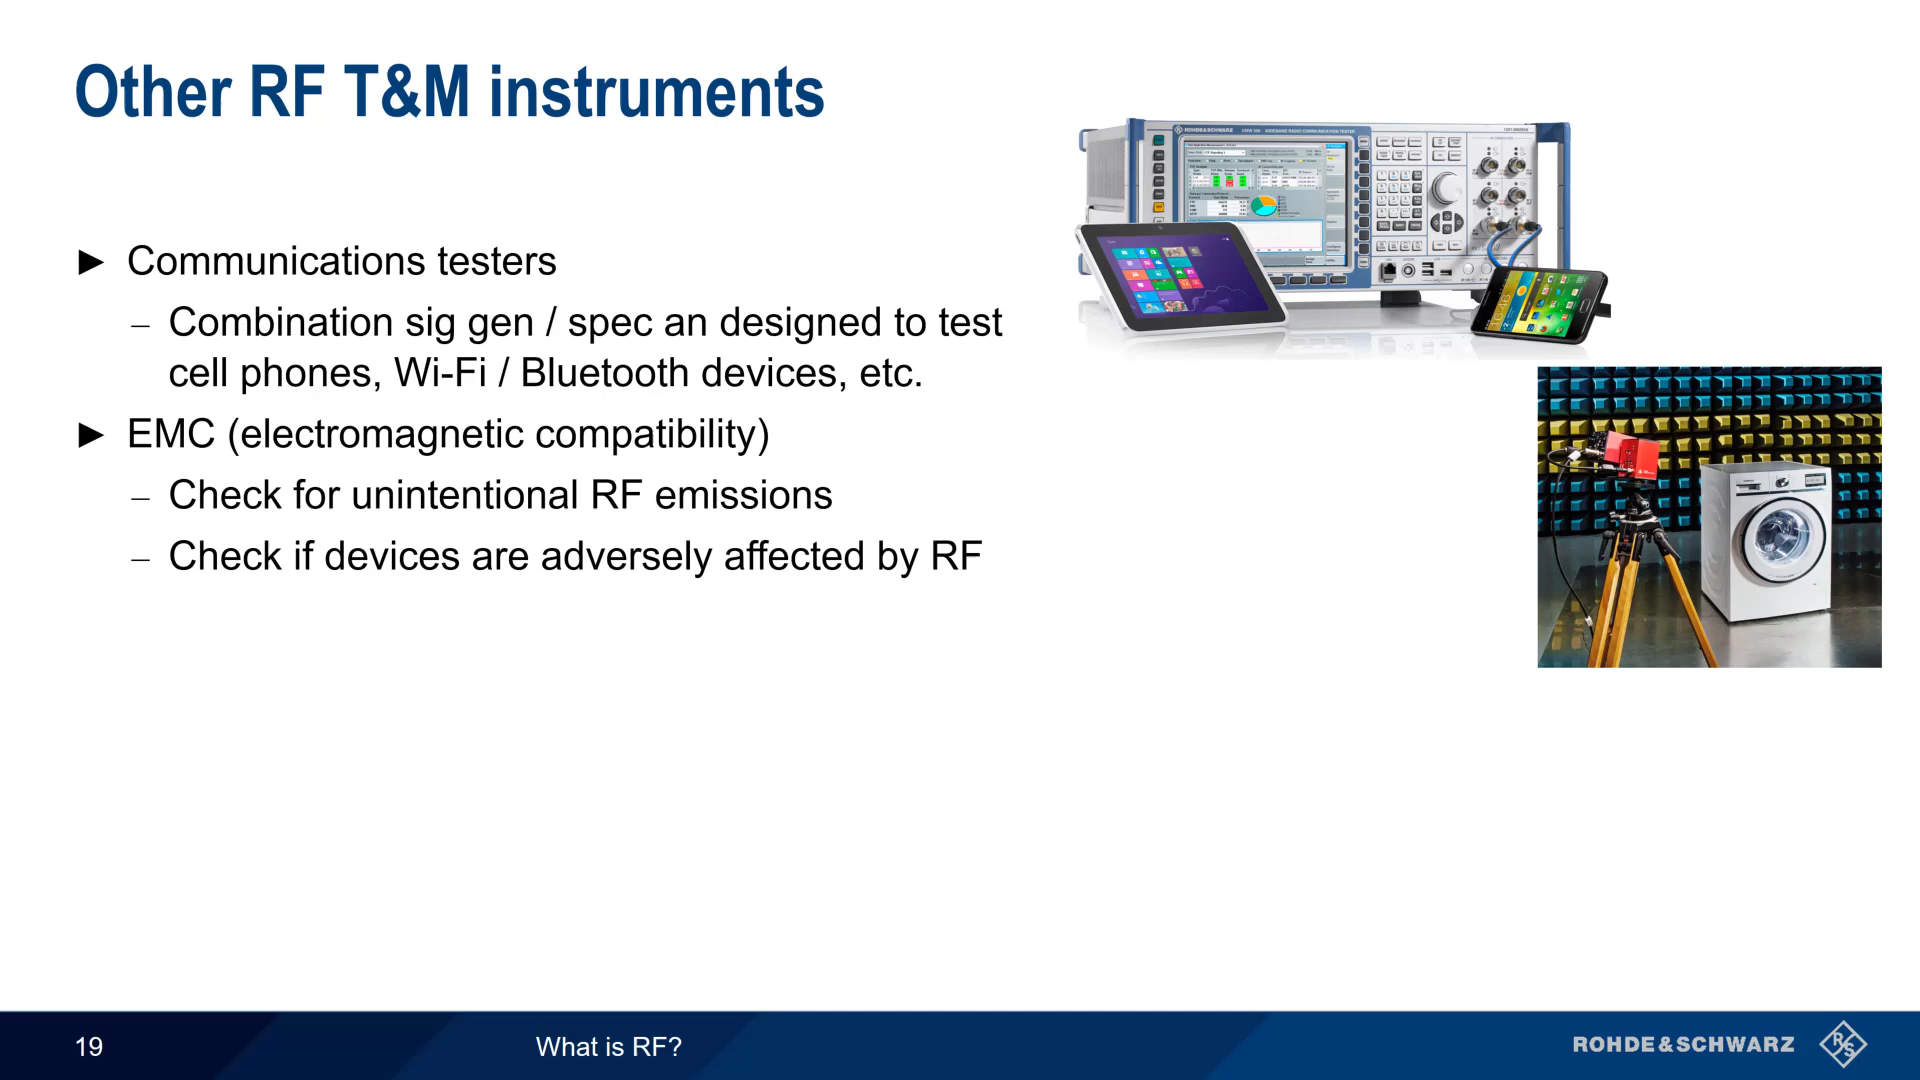 Other RF T&M instruments
► Communications testers
– Combination sig gen / spec an designed to test
cell phones, Wi-Fi / Bluetooth devices, etc.
► EMC (electromagnetic compatibility)
– Check for unintentional RF emissions
– Check if devices are adversely affected by RF
ROHDE&SCHWARZ
19
What is RF?
ROHDE&SCHWARZ